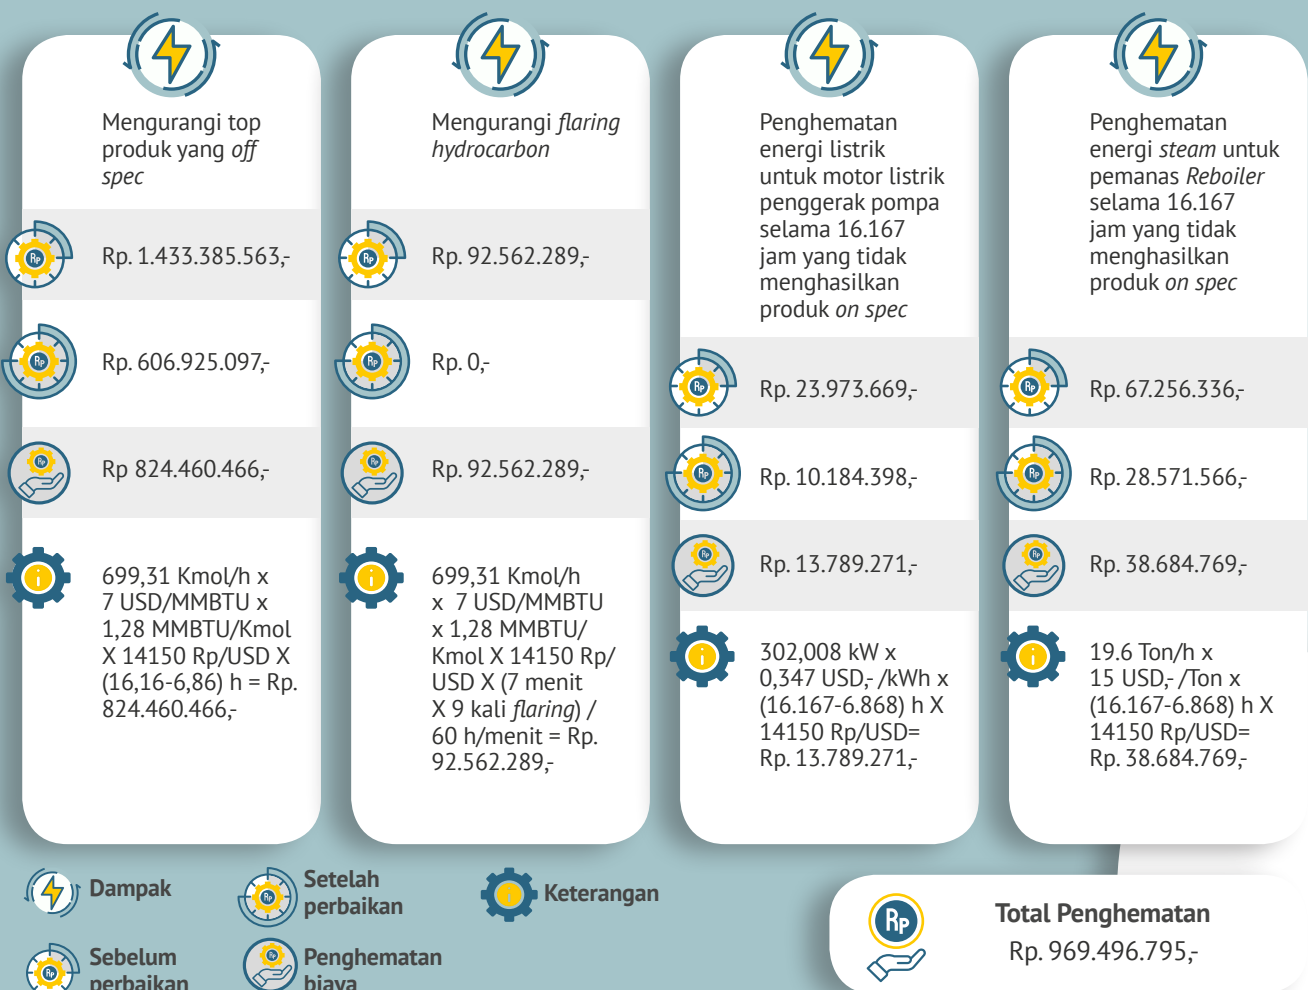 Mengurangi top
produk yang off
spec
Rp. 1.433.385.563,-
Rp. 606.925.097,-
Rp 824.460.466,-
699,31 Kmol/h x
7 USD/MMBTU x
1,28 MMBTU/Kmol
X 14150 Rp/USD X
(16,16-6,86) h = Rp.
824.460.466,-
Mengurangi flaring
hydrocarbon
Rp. 92.562.289,-
Rp. 0,-
Rp. 92.562.289,-
699,31 Kmol/h
x 7 USD/MMBTU
x 1,28 MMBTU/
Kmol X 14150 Rp/
USD X (7 menit
X 9 kali flaring) /
60 h/menit = Rp.
92.562.289,-
Penghematan
energi listrik
untuk motor listrik
penggerak pompa
selama 16.167
jam yang tidak
menghasilkan
produk on spec
Rp. 23.973.669,-
Rp. 10.184.398,-
Rp. 13.789.271,-
302,008 kW x
0,347 USD,- /kWh x
(16.167-6.868) h X
14150 Rp/USD=
Rp. 13.789.271,-
Penghematan
energi steam untuk
pemanas Reboiler
selama 16.167
jam yang tidak
menghasilkan
produk on spec
Rp. 67.256.336,-
Rp. 28.571.566,-
Rp. 38.684.769,-
19.6 Ton/h x
15 USD,- /Ton x
(16.167-6.868) h X
14150 Rp/USD=
Rp. 38.684.769,-
Dampak
Setelah
perbaikan
Keterangan
Sebelum
perbaikan
Penghematan
biaya
Rp
Total Penghematan
Rp. 969.496.795,-